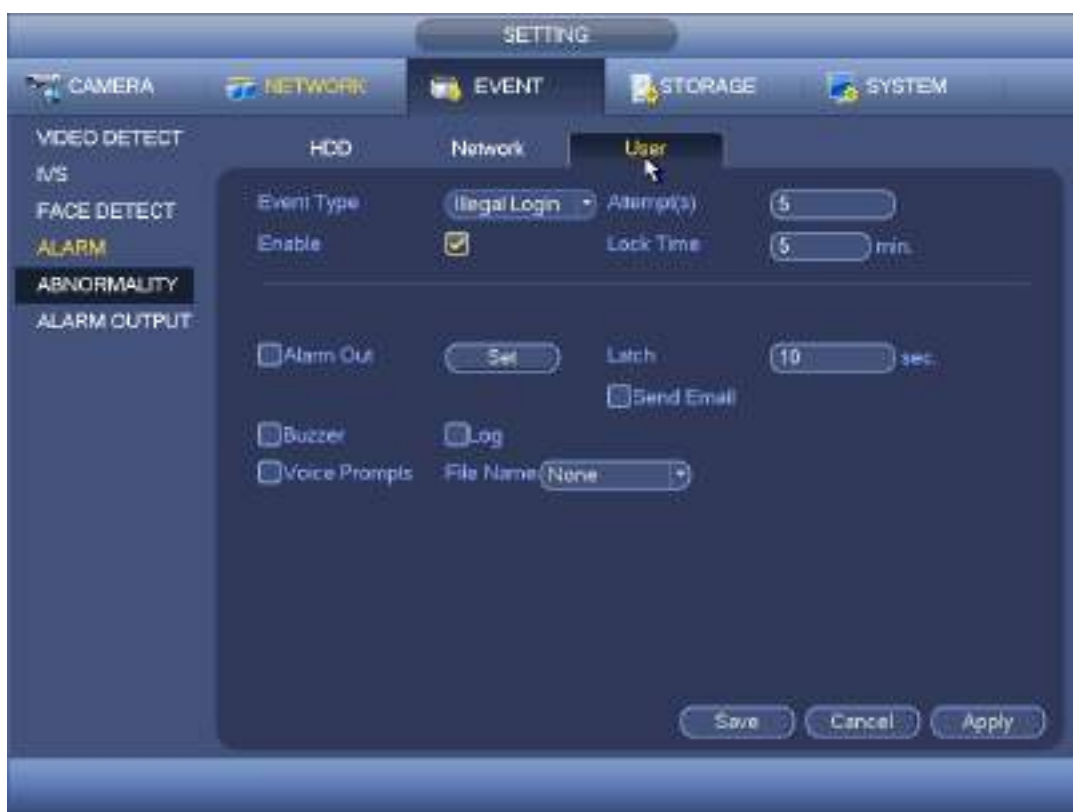 SETTING
CAMERA NETWORK EVENT STORAGE SYSTEM
VIDEO DETECT
IVS
FACE DETECT
ALARM
ABNORMALITY
ALARM OUTPUT
HDD Network User
Event Type Illegal Login Attempt(s) 5
Enable Lock Time 5 min.
Alarm Out Set Latch 10 sec.
Send Email
Buzzer Log
Voice Prompts File Name None
Save Cancel Apply